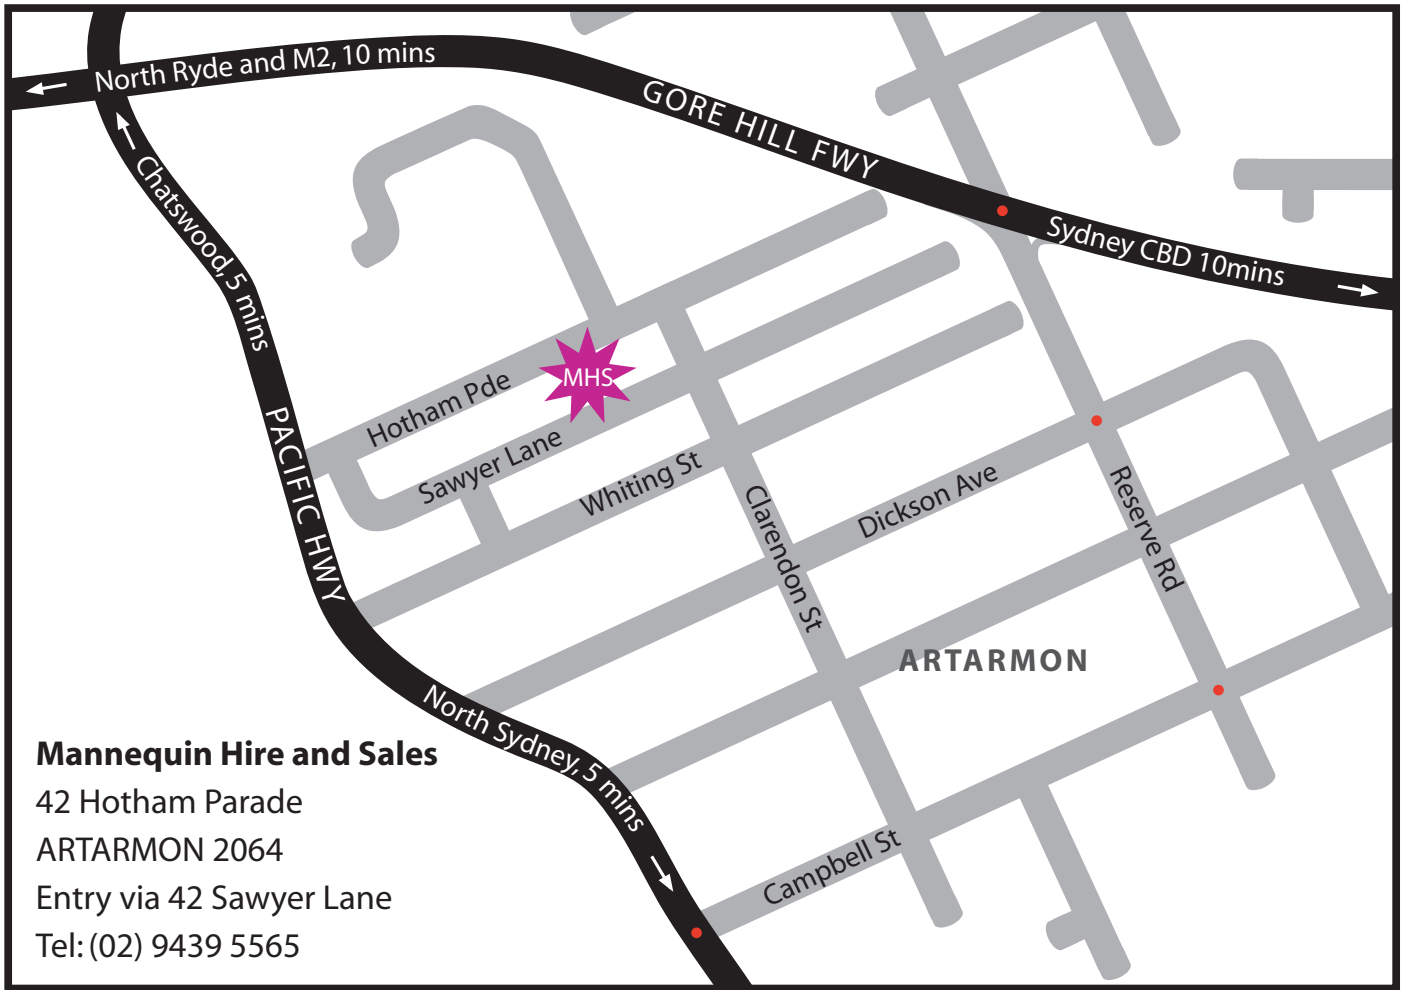 North Ryde and M2, 10 mins
GORE HILL FWY
Sydney CBD 10mins
Chatswood, 5 mins
PACIFIC HWY
North Sydney, 5 mins
Hotham Pde
MHS
Sawyer Lane
Whiting St
Clarendon St
Dickson Ave
Reserve Rd
ARTARMON
Campbell St
Mannequin Hire and Sales
42 Hotham Parade
ARTARMON 2064
Entry via 42 Sawyer Lane
Tel: (02) 9439 5565